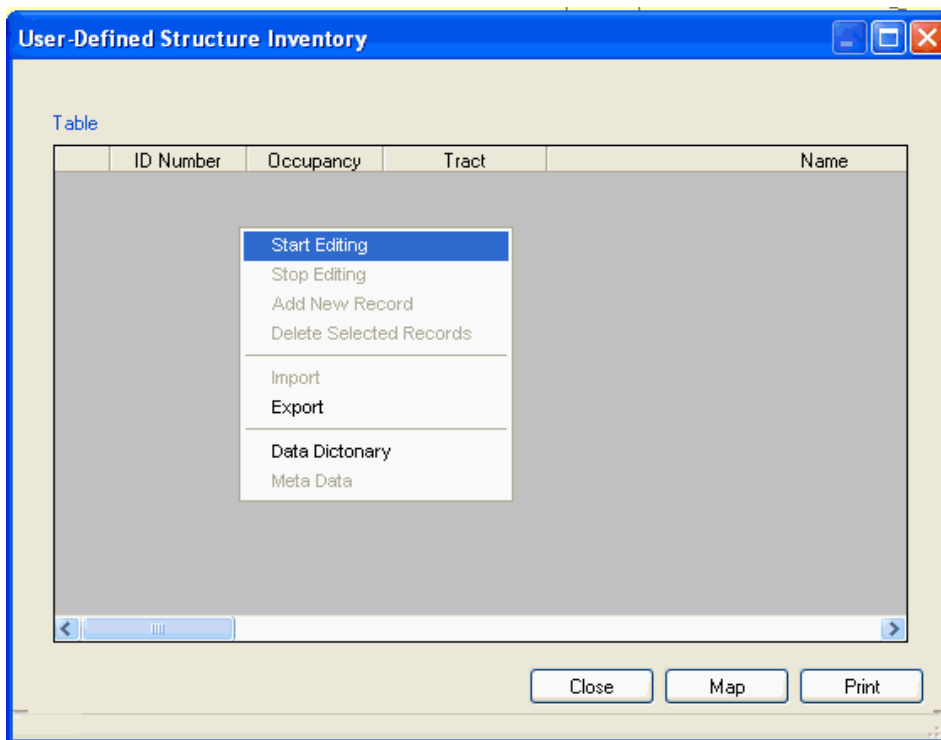 User-Defined Structure Inventory
Table
ID Number Occupancy Tract Name
Start Editing
Stop Editing
Add New Record
Delete Selected Records
Import
Export
Data Dictonary
Meta Data
Close Map Print